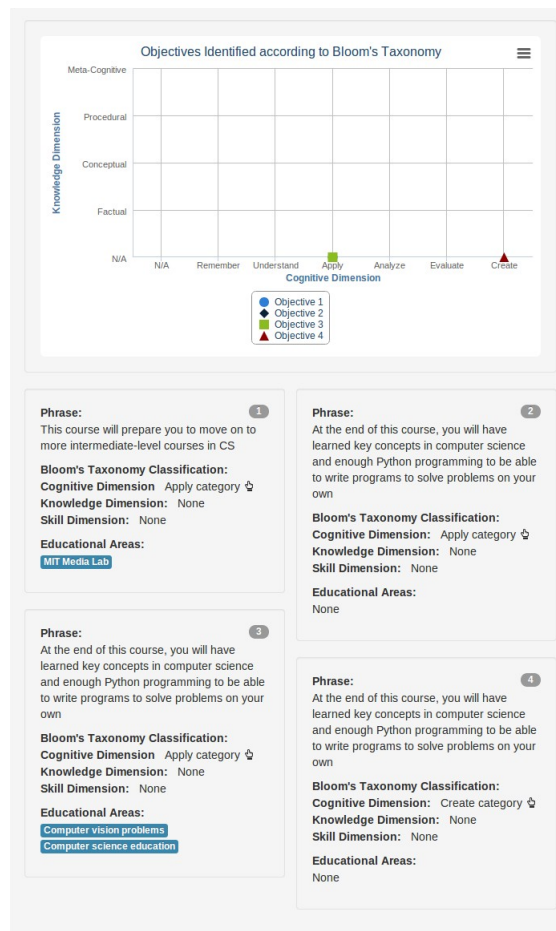 Objectives Identified according to Bloom's Taxonomy
Meta-Cognitive
Procedural
Conceptual
Factual
N/A
Knowledge Dimension
N/A
Remember
Understand
Apply
Analyze
Evaluate
Create
Cognitive Dimension
Objective 1
Objective 2
Objective 3
Objective 4
Phrase:
1
This course will prepare you to move on to
more intermediate-level courses in CS
Bloom's Taxonomy Classification:
Cognitive Dimension Apply category
Knowledge Dimension: None
Skill Dimension: None
Educational Areas:
MIT Media Lab
Phrase:
2
At the end of this course, you will have
learned key concepts in computer science
and enough Python programming to be able
to write programs to solve problems on your
own
Bloom's Taxonomy Classification:
Cognitive Dimension: Apply category
Knowledge Dimension: None
Skill Dimension: None
Educational Areas:
None
Phrase:
3
At the end of this course, you will have
learned key concepts in computer science
and enough Python programming to be able
to write programs to solve problems on your
own
Bloom's Taxonomy Classification:
Cognitive Dimension Apply category
Knowledge Dimension: None
Skill Dimension: None
Educational Areas:
Computer vision problems
Computer science education
Phrase:
4
At the end of this course, you will have
learned key concepts in computer science
and enough Python programming to be able
to write programs to solve problems on your
own
Bloom's Taxonomy Classification:
Cognitive Dimension: Create category
Knowledge Dimension: None
Skill Dimension: None
Educational Areas:
None